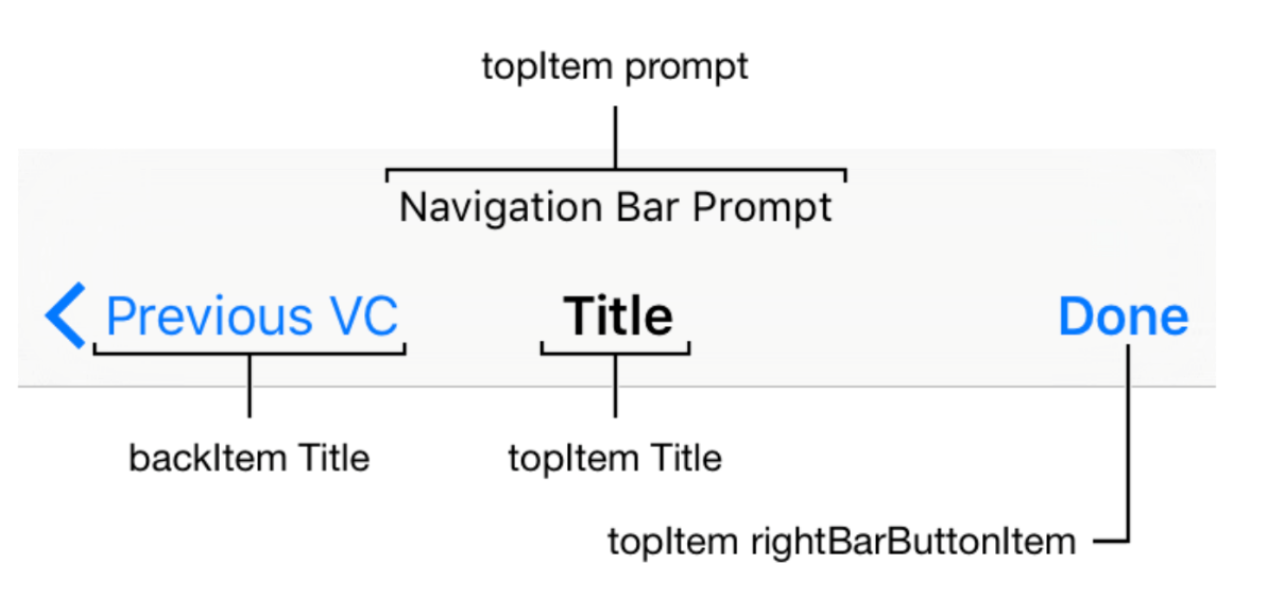 topItem prompt
Navigation Bar Prompt
Previous VC Title Done
backItem Title topItem Title
topItem rightBarButtonItem